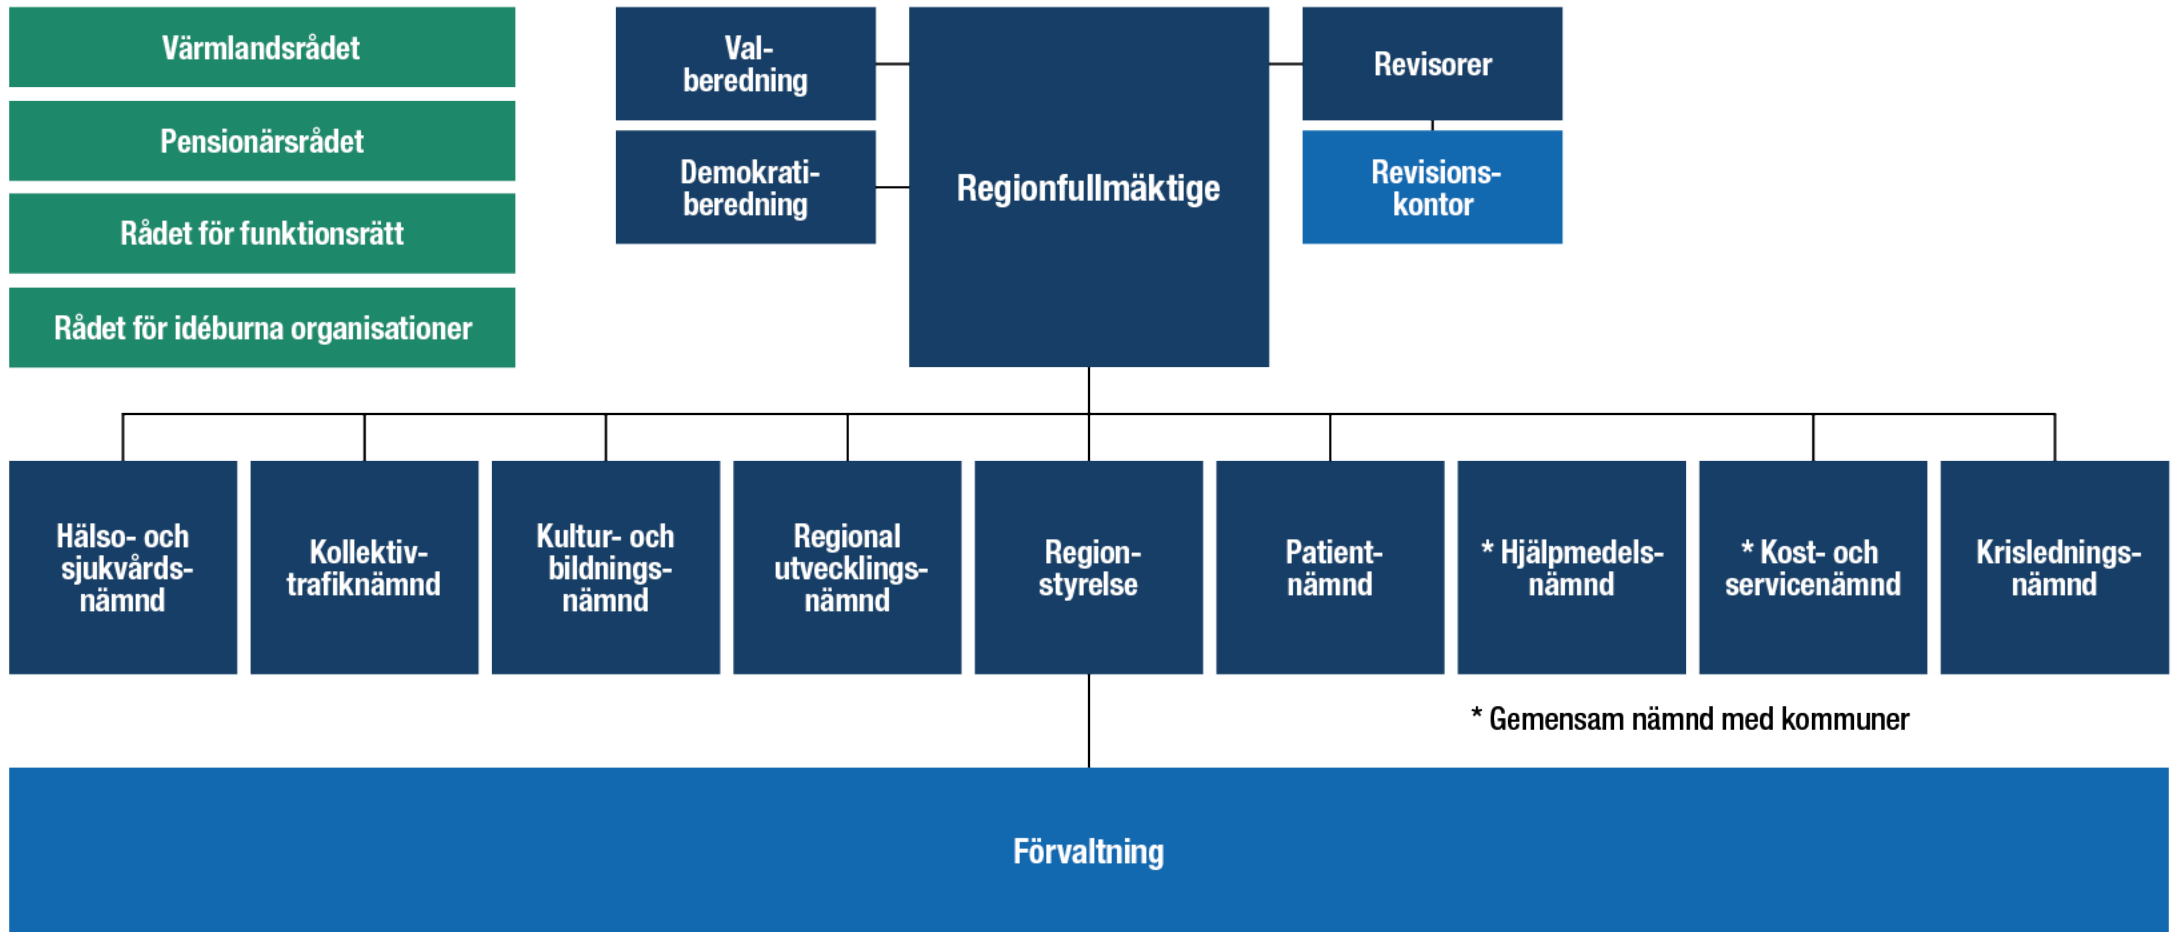 Värmlandsrådet
Pensionärsrådet
Rådet för funktionsrätt
Rådet för idéburna organisationer
Val-
beredning
Demokrati-
beredning
Regionfullmäktige
Revisorer
Revisions-
kontor
Hälso- och
sjukvårds-
nämnd
Kollektiv-
trafiknämnd
Kultur- och
bildnings-
nämnd
Regional
utvecklings-
nämnd
Region-
styrelse
Patient-
nämnd
* Hjälpmedels-
nämnd
* Kost- och
servicenämnd
Krislednings-
nämnd
* Gemensam nämnd med kommuner
Förvaltning